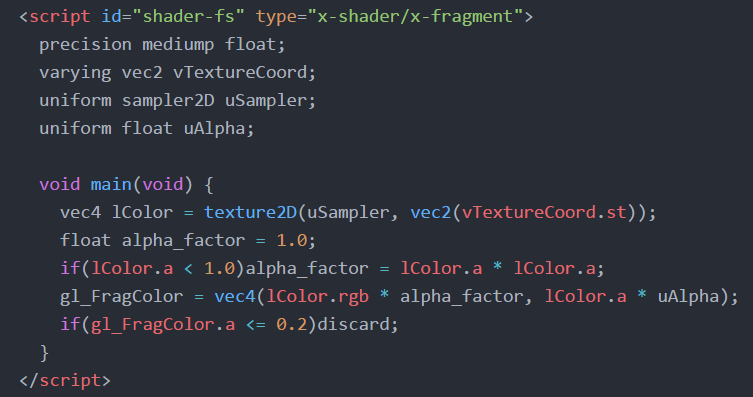 <script id="shader-fs" type="x-shader/x-fragment">
  precision mediump float;
  varying vec2 vTextureCoord;
  uniform sampler2D uSampler;
  uniform float uAlpha;

  void main(void) {
    vec4 lColor = texture2D(uSampler, vec2(vTextureCoord.st));
    float alpha_factor = 1.0;
    if(lColor.a < 1.0)alpha_factor = lColor.a * lColor.a;
    gl_FragColor = vec4(lColor.rgb * alpha_factor, lColor.a * uAlpha);
    if(gl_FragColor.a <= 0.2)discard;
  }
</script>